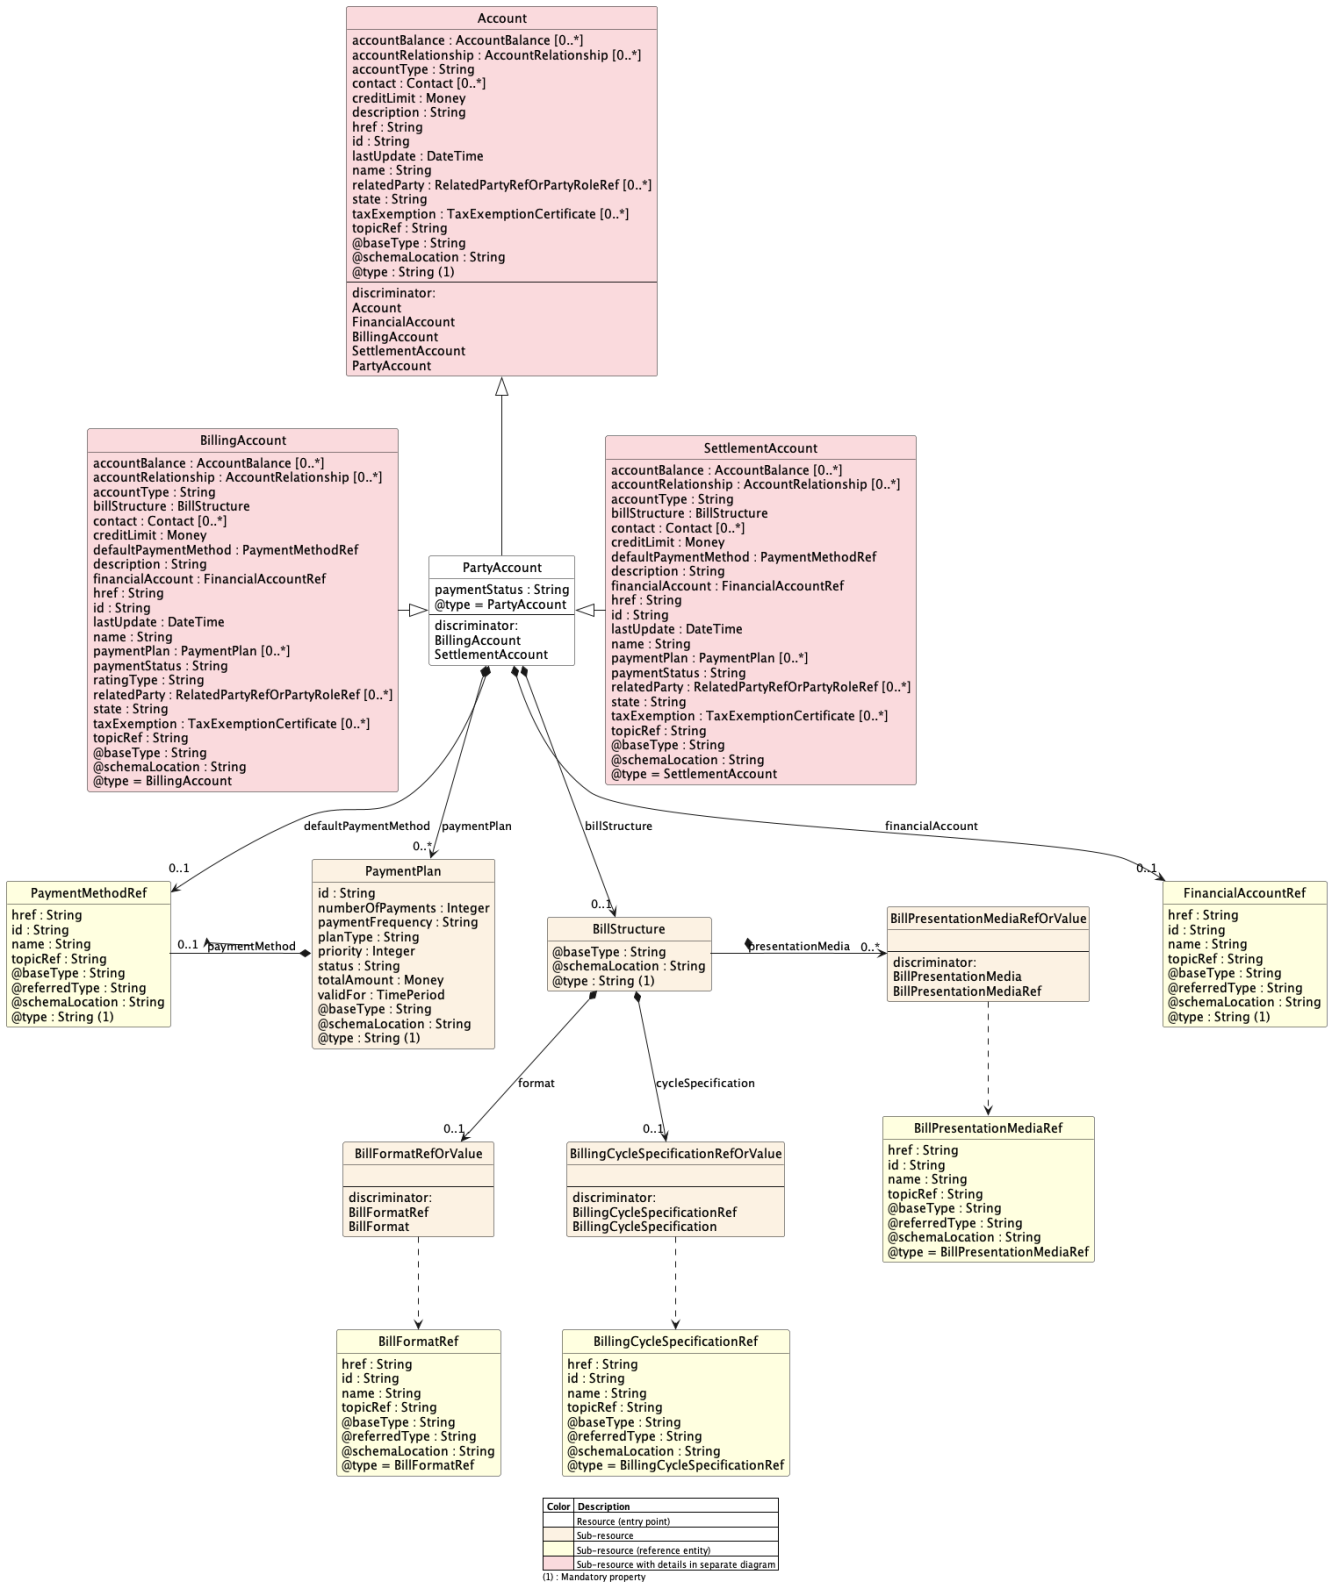 Account
accountBalance : AccountBalance [0..*]
accountRelationship : AccountRelationship [0..*]
accountType : String
contact : Contact [0..*]
creditLimit : Money
description : String
href : String
id : String
lastUpdate : DateTime
name : String
relatedParty : RelatedPartyRefOrPartyRoleRef [0..*]
state : String
taxExemption : TaxExemptionCertificate [0..*]
topicRef : String
@baseType : String
@schemaLocation : String
@type : String (1)
discriminator:
Account
FinancialAccount
BillingAccount
SettlementAccount
PartyAccount
BillingAccount
accountBalance : AccountBalance [0..*]
accountRelationship : AccountRelationship [0..*]
accountType : String
billStructure : BillStructure
contact : Contact [0..*]
creditLimit : Money
defaultPaymentMethod : PaymentMethodRef
description : String
financialAccount : FinancialAccountRef
href : String
id : String
lastUpdate : DateTime
name : String
paymentPlan : PaymentPlan [0..*]
paymentStatus : String
ratingType : String
relatedParty : RelatedPartyRefOrPartyRoleRef [0..*]
state : String
taxExemption : TaxExemptionCertificate [0..*]
topicRef : String
@baseType : String
@schemaLocation : String
@type = BillingAccount
PartyAccount
paymentStatus : String
@type = PartyAccount
discriminator:
BillingAccount
SettlementAccount
SettlementAccount
accountBalance : AccountBalance [0..*]
accountRelationship : AccountRelationship [0..*]
accountType : String
billStructure : BillStructure
contact : Contact [0..*]
creditLimit : Money
defaultPaymentMethod : PaymentMethodRef
description : String
financialAccount : FinancialAccountRef
href : String
id : String
lastUpdate : DateTime
name : String
paymentPlan : PaymentPlan [0..*]
paymentStatus : String
relatedParty : RelatedPartyRefOrPartyRoleRef [0..*]
state : String
taxExemption : TaxExemptionCertificate [0..*]
topicRef : String
@baseType : String
@schemaLocation : String
@type = SettlementAccount
defaultPaymentMethod
paymentPlan
billStructure
financialAccount
0..1
0..*
0..1
0..1
PaymentMethodRef
href : String
id : String
name : String
topicRef : String
@baseType : String
@referredType : String
@schemaLocation : String
@type : String (1)
0..1
paymentMethod
PaymentPlan
id : String
numberOfPayments : Integer
paymentFrequency : String
planType : String
priority : Integer
status : String
totalAmount : Money
validFor : TimePeriod
@baseType : String
@schemaLocation : String
@type : String (1)
BillStructure
@baseType : String
@schemaLocation : String
@type : String (1)
presentationMedia
0..*
BillPresentationMediaRefOrValue
discriminator:
BillPresentationMedia
BillPresentationMediaRef
FinancialAccountRef
href : String
id : String
name : String
topicRef : String
@baseType : String
@referredType : String
@schemaLocation : String
@type : String (1)
format
cycleSpecification
0..1
0..1
BillFormatRefOrValue
discriminator:
BillFormatRef
BillFormat
BillingCycleSpecificationRefOrValue
discriminator:
BillingCycleSpecificationRef
BillingCycleSpecification
BillPresentationMediaRef
href : String
id : String
name : String
topicRef : String
@baseType : String
@referredType : String
@schemaLocation : String
@type = BillPresentationMediaRef
BillFormatRef
href : String
id : String
name : String
topicRef : String
@baseType : String
@referredType : String
@schemaLocation : String
@type = BillFormatRef
BillingCycleSpecificationRef
href : String
id : String
name : String
topicRef : String
@baseType : String
@referredType : String
@schemaLocation : String
@type = BillingCycleSpecificationRef
Color Description
Resource (entry point)
Sub-resource
Sub-resource (reference entity)
Sub-resource with details in separate diagram
(1) : Mandatory property